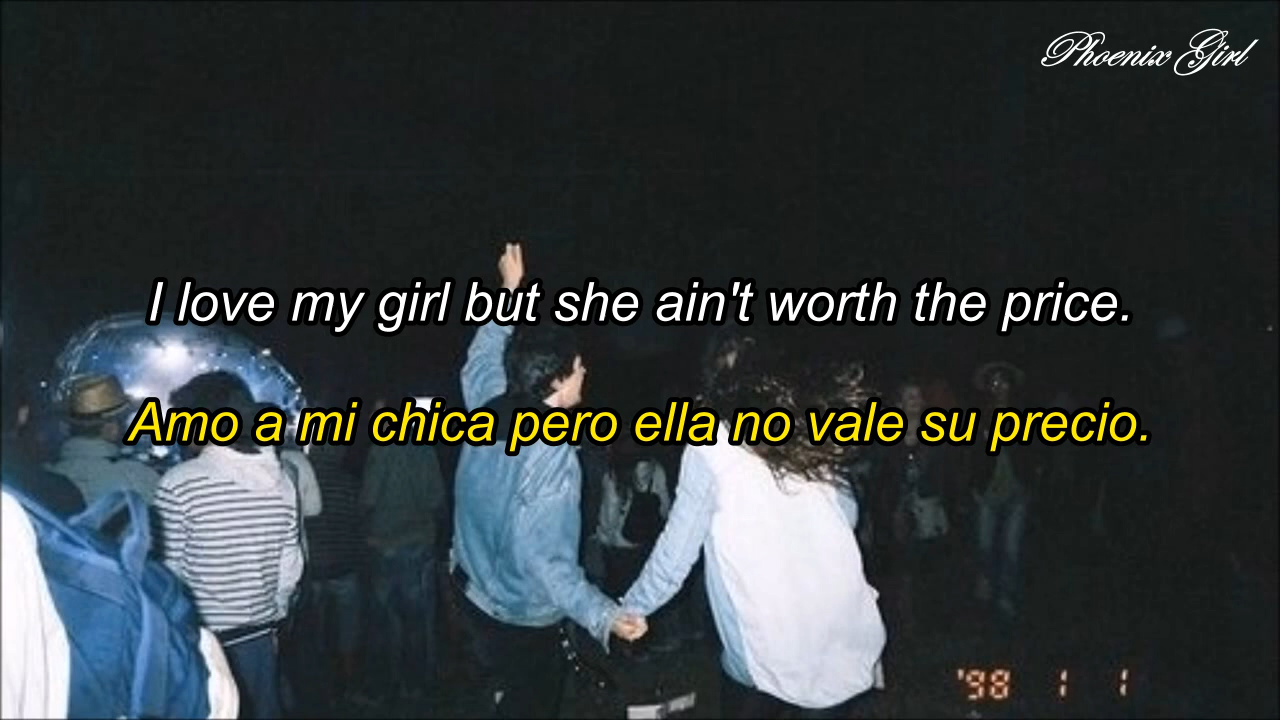 Phoenix Girl
I love my girl but she ain't worth the price.
Amo a mi chica pero ella no vale su precio.
'98 1 1